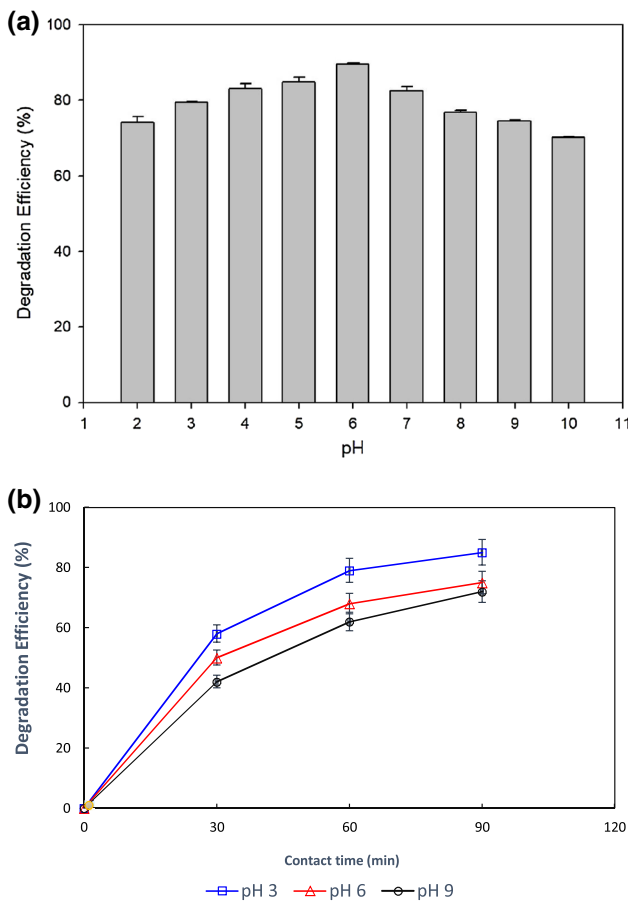 (a)
100
80
60
40
20
0
Degradation Efficiency (%)
1 2 3 4 5 6 7 8 9 10 11
pH
(b)
100
80
60
40
20
0
Degradation Efficiency (%)
0 30 60 90 120
Contact time (min)
pH 3 pH 6 pH 9